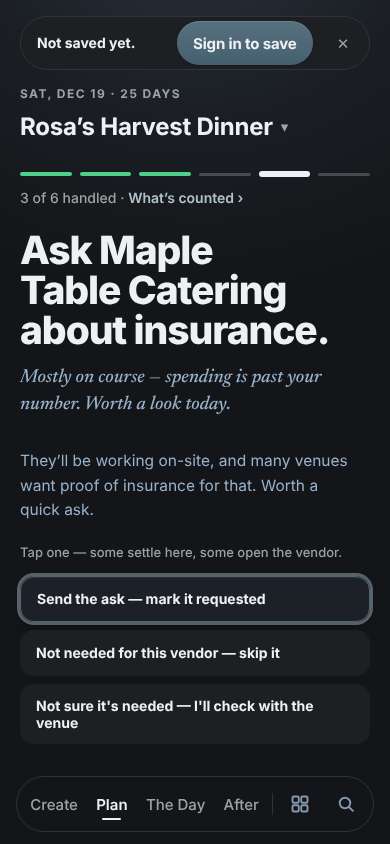 Not saved yet.
Sign in to save
×
SAT, DEC 19 · 25 DAYS
Rosa’s Harvest Dinner ▾
3 of 6 handled · What’s counted ›
Ask Maple
Table Catering
about insurance.
Mostly on course – spending is past your
number. Worth a look today.
They’ll be working on-site, and many venues
want proof of insurance for that. Worth a
quick ask.
Tap one — some settle here, some open the vendor.
Send the ask — mark it requested
Not needed for this vendor — skip it
Not sure it's needed — I'll check with the
venue
Create Plan The Day After